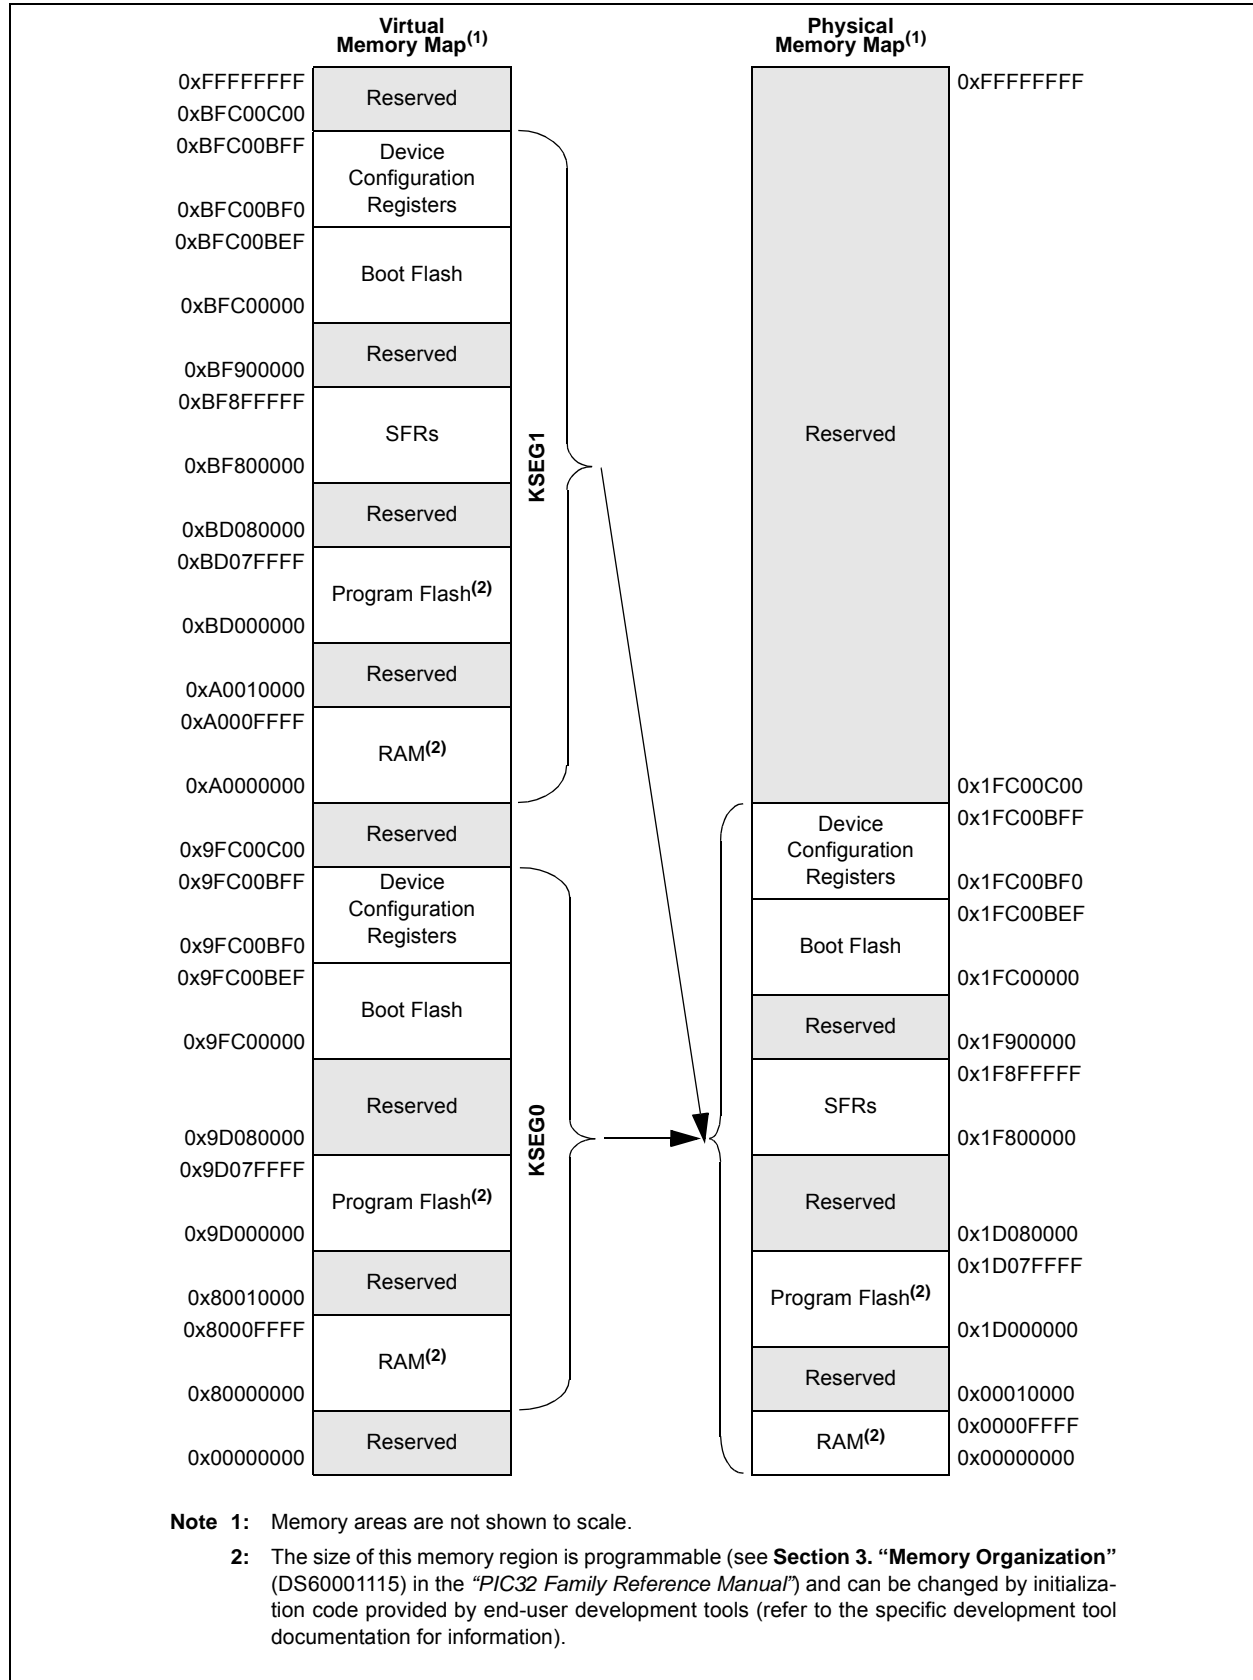 Virtual
Memory Map(1)
Physical
Memory Map(1)
0xFFFFFFFF
Reserved
0xBFC00C00
0xBFC00BFF
Device
Configuration
Registers
0xBFC00BF0
0xBFC00BEF
Boot Flash
0xBFC00000
Reserved
0xBF900000
0xBF8FFFFF
SFRs
0xBF800000
Reserved
0xBD080000
0xBD07FFFF
Program Flash(2)
0xBD000000
Reserved
0xA0010000
0xA000FFFF
RAM(2)
0xA0000000
KSEG1
Reserved
0x9FC00C00
0x9FC00BFF
Device
Configuration
Registers
0x9FC00BF0
0x9FC00BEF
Boot Flash
0x9FC00000
Reserved
0x9D080000
0x9D07FFFF
Program Flash(2)
0x9D000000
Reserved
0x80010000
0x8000FFFF
RAM(2)
0x80000000
KSEG0
Reserved
0x00000000
0xFFFFFFFF
Reserved
0x1FC00C00
0x1FC00BFF
Device
Configuration
Registers
0x1FC00BF0
0x1FC00BEF
Boot Flash
0x1FC00000
Reserved
0x1F900000
0x1F8FFFFF
SFRs
0x1F800000
Reserved
0x1D080000
0x1D07FFFF
Program Flash(2)
0x1D000000
Reserved
0x00010000
0x0000FFFF
RAM(2)
0x00000000
Note 1: Memory areas are not shown to scale.
2: The size of this memory region is programmable (see Section 3. “Memory Organization”
(DS60001115) in the “PIC32 Family Reference Manual”) and can be changed by initializa-
tion code provided by end-user development tools (refer to the specific development tool
documentation for information).